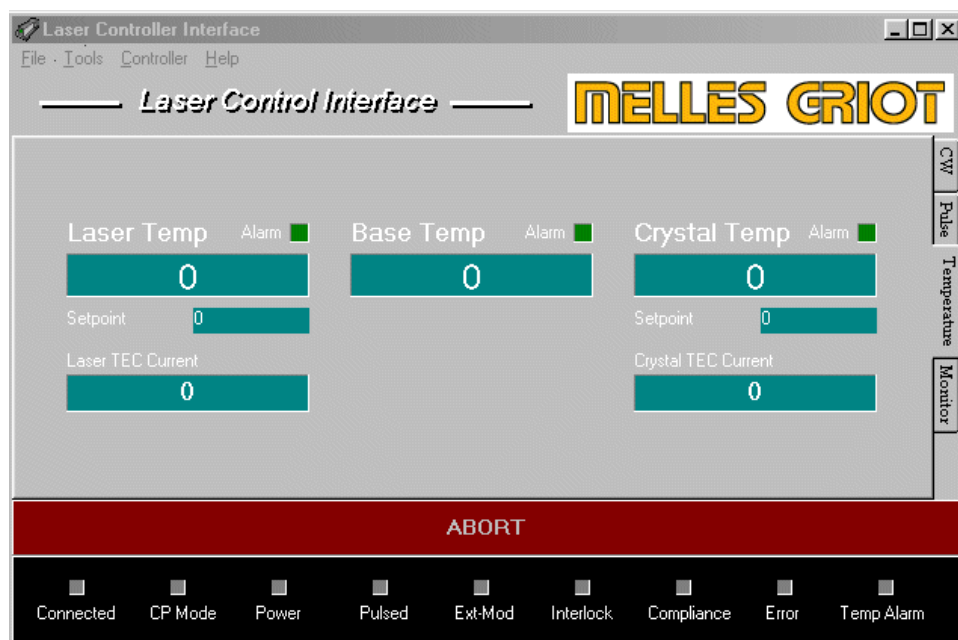 Laser Controller Interface
File Tools Controller Help
Laser Control Interface
MELLES GRIOT
CW
Pulse
Temperature
Monitor
Laser Temp Alarm
0
Setpoint 0
Laser TEC Current
0
Base Temp Alarm
0
Crystal Temp Alarm
0
Setpoint 0
Crystal TEC Current
0
ABORT
Connected CP Mode Power Pulsed Ext-Mod Interlock Compliance Error Temp Alarm